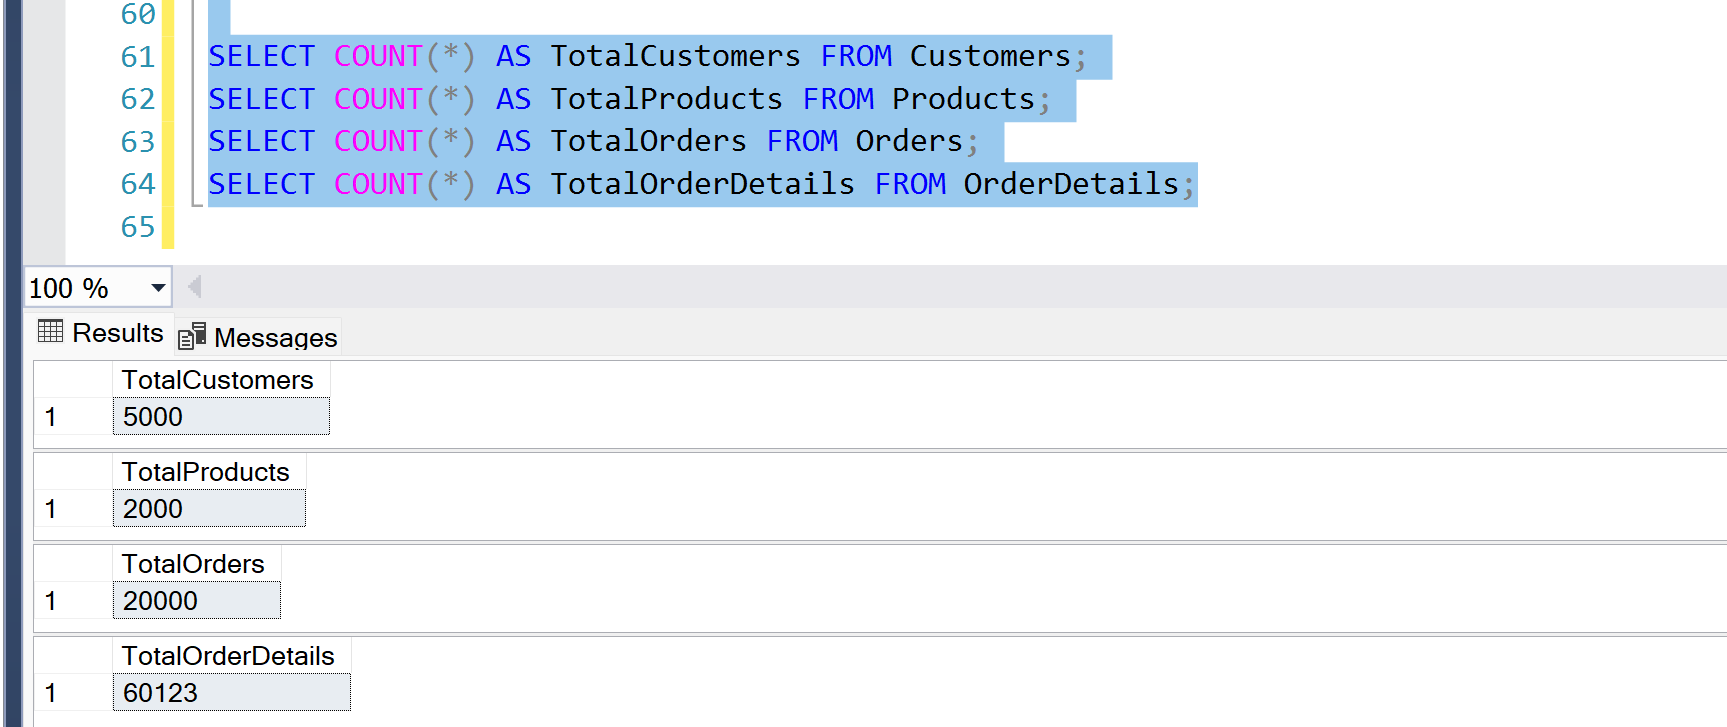 60
61 SELECT COUNT(*) AS TotalCustomers FROM Customers;
62 SELECT COUNT(*) AS TotalProducts FROM Products;
63 SELECT COUNT(*) AS TotalOrders FROM Orders;
64 SELECT COUNT(*) AS TotalOrderDetails FROM OrderDetails;
65
100 %
Results Messages
TotalCustomers
1 5000
TotalProducts
1 2000
TotalOrders
1 20000
TotalOrderDetails
1 60123